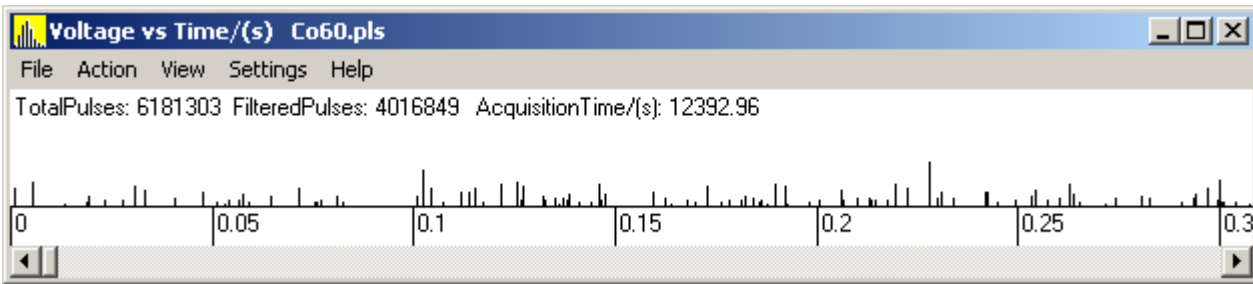 Voltage vs Time/(s) Co60.pls
File Action View Settings Help
TotalPulses: 6181303 FilteredPulses: 4016849 AcquisitionTime/(s): 12392.96
0 0.05 0.1 0.15 0.2 0.25 0.3